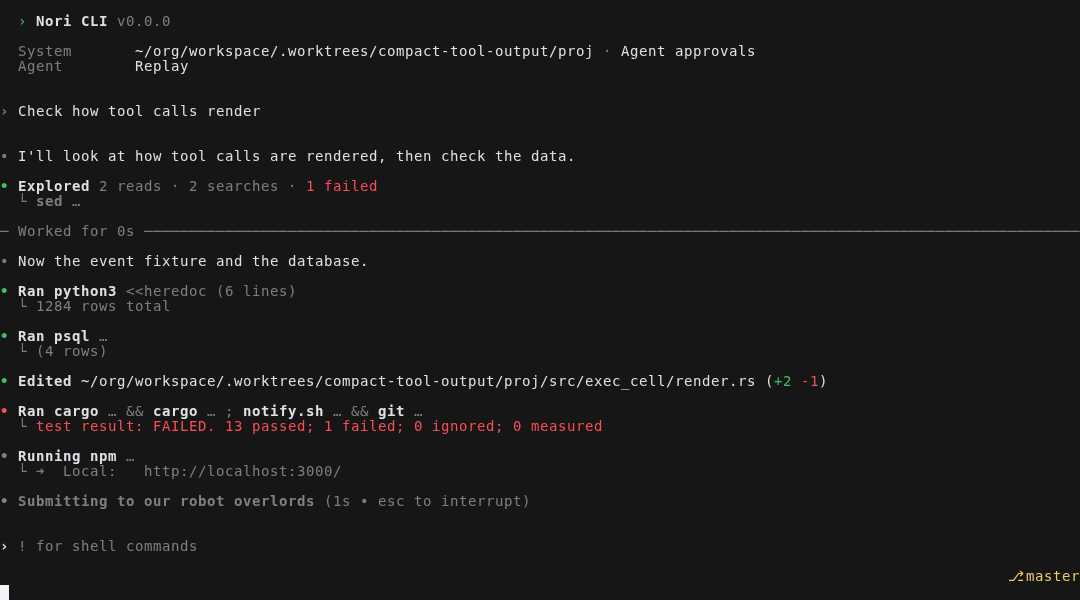 › Nori CLI v0.0.0
System ~/org/workspace/.worktrees/compact-tool-output/proj · Agent approvals
Agent Replay
› Check how tool calls render
• I'll look at how tool calls are rendered, then check the data.
• Explored 2 reads · 2 searches · 1 failed
└ sed …
─ Worked for 0s ─
• Now the event fixture and the database.
• Ran python3 <<heredoc (6 lines)
└ 1284 rows total
• Ran psql …
└ (4 rows)
• Edited ~/org/workspace/.worktrees/compact-tool-output/proj/src/exec_cell/render.rs (+2 -1)
• Ran cargo … && cargo … ; notify.sh … && git …
└ test result: FAILED. 13 passed; 1 failed; 0 ignored; 0 measured
• Running npm …
└ ➜  Local:   http://localhost:3000/
• Submitting to our robot overlords (1s • esc to interrupt)
› ! for shell commands
⎇master